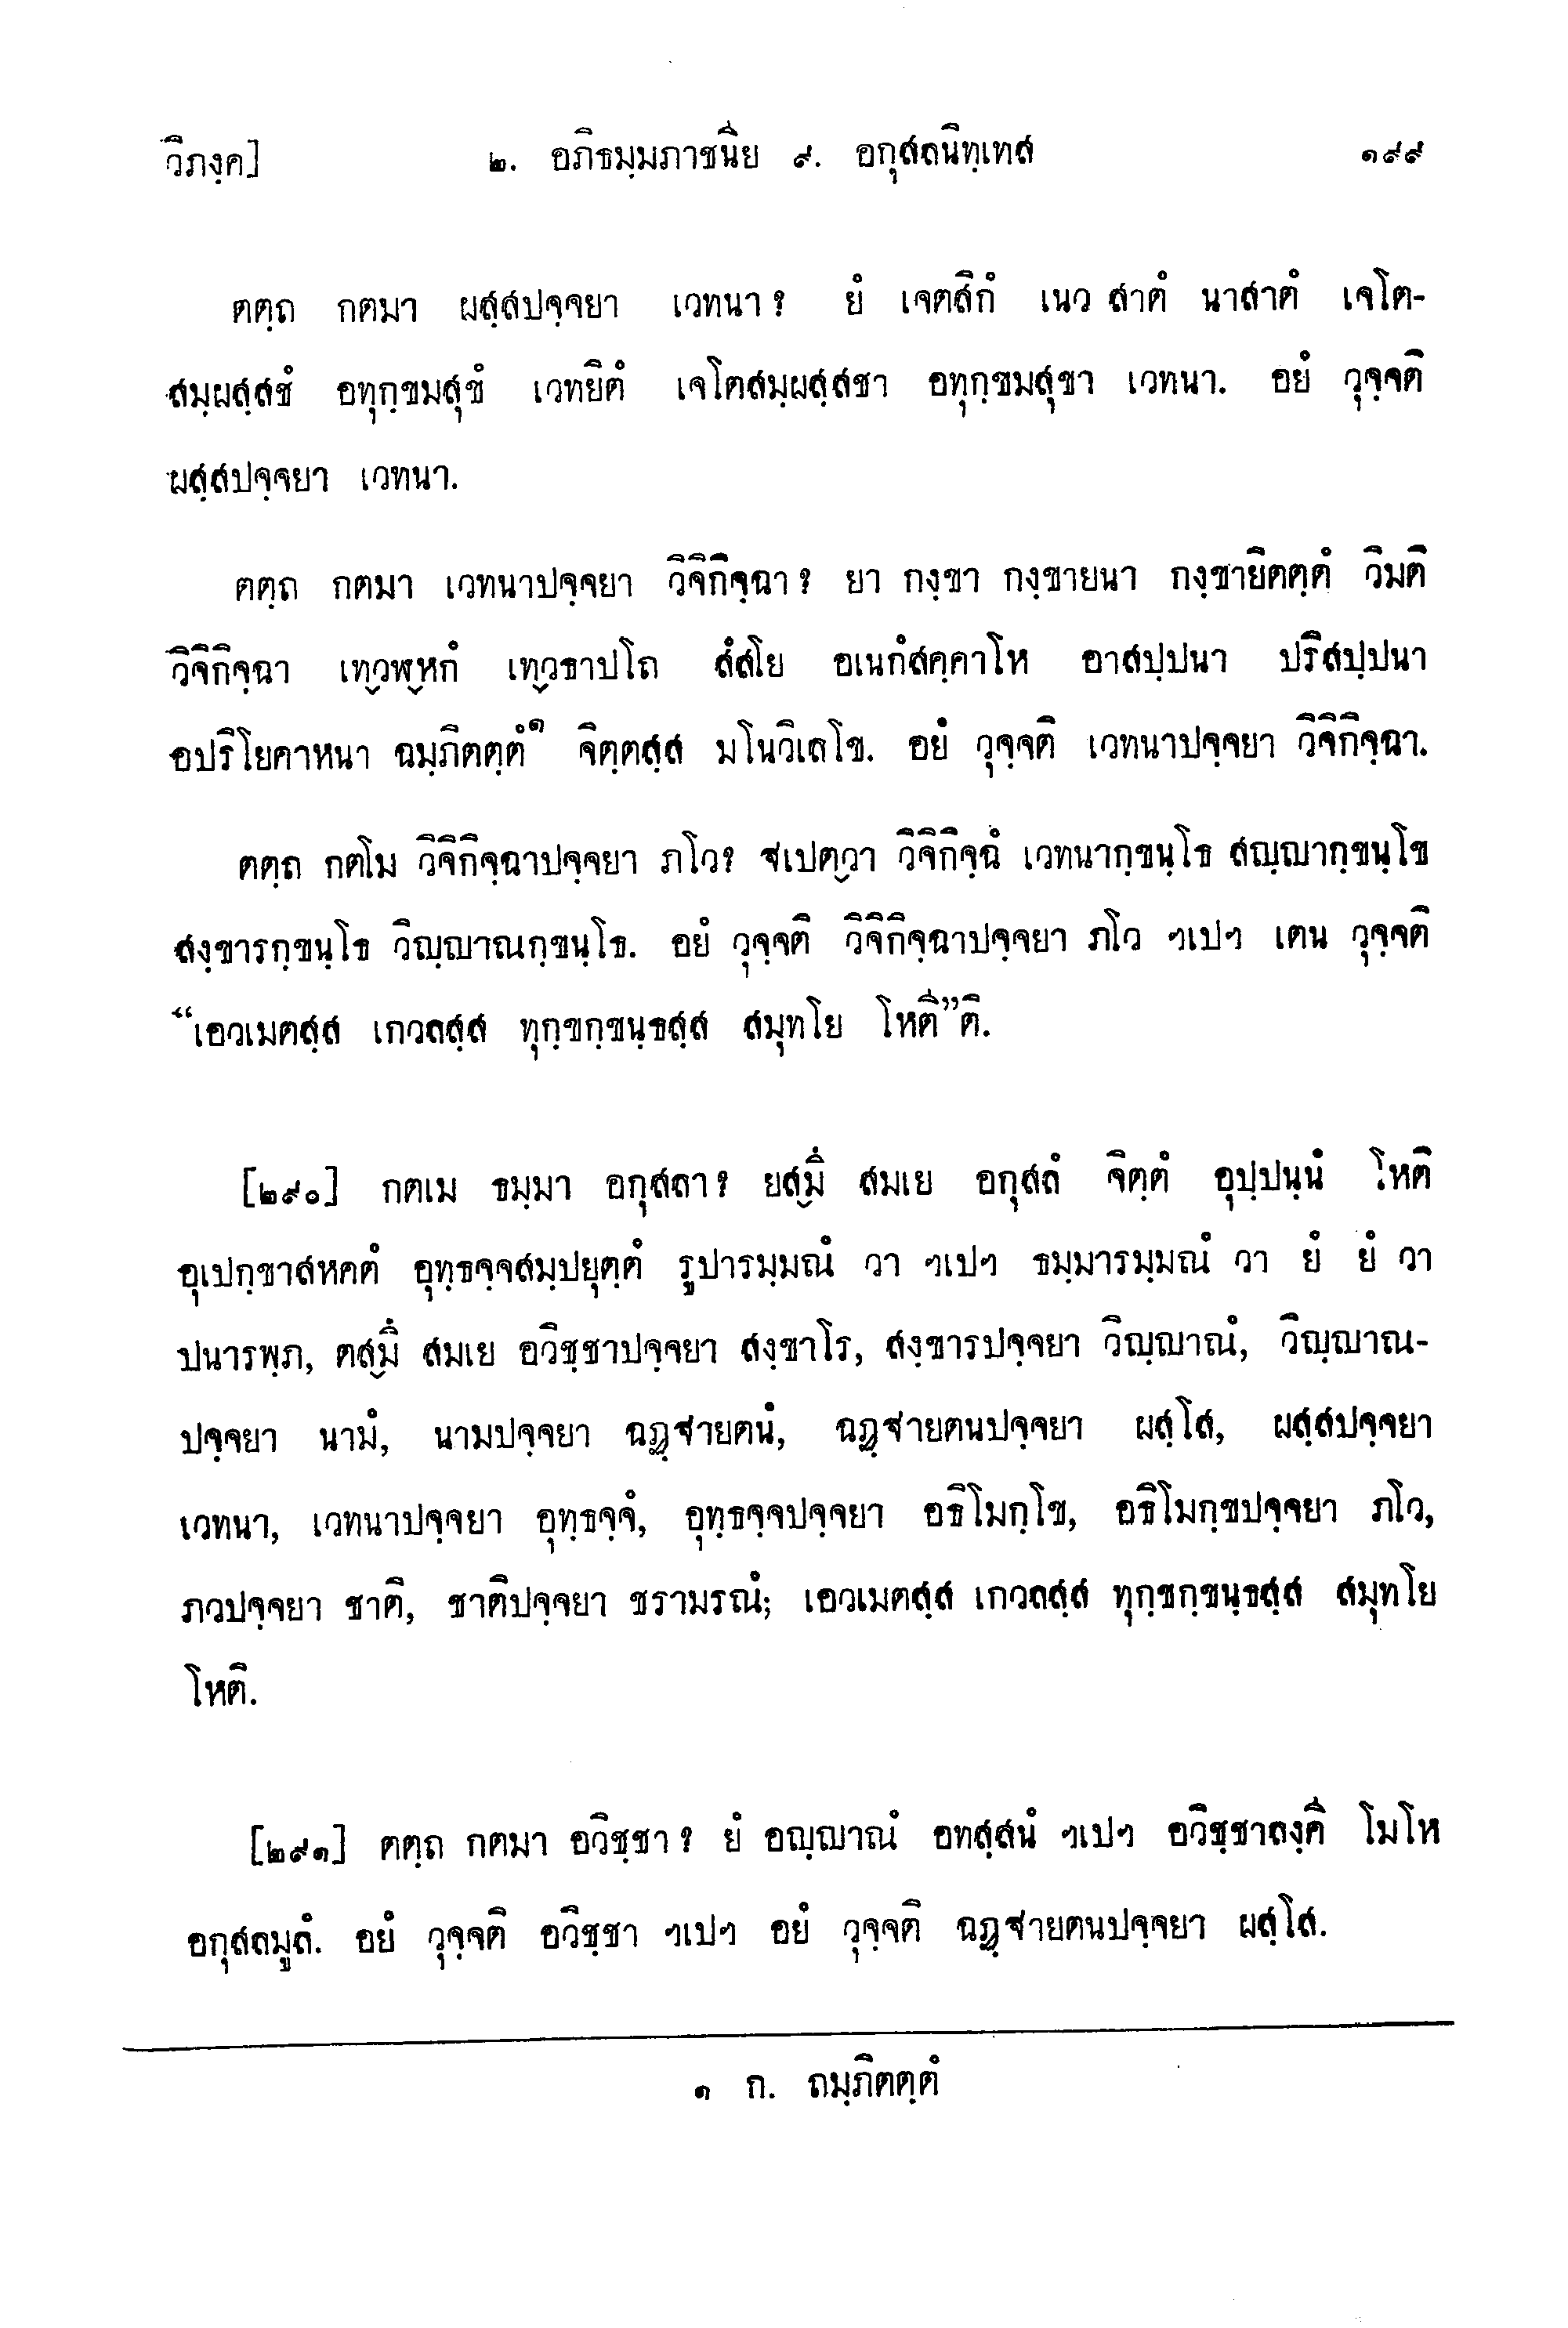 วิภงฺค]    ๒. อภิธมฺมภาชนีย ๙. อกุสลนิทฺเทส    ๑๙๙
ตตฺถ กตมา ผสฺสปจฺจยา เวทนา? ยํ เจตสิกํ เนว สาตํ นาสาตํ เจโต-
สมฺผสฺสชํ อทุกฺขมสุขํ เวทยิตํ เจโตสมฺผสฺสชา อทุกฺขมสุขา เวทนา. อยํ วุจฺจติ
ผสฺสปจฺจยา เวทนา.
ตตฺถ กตมา เวทนาปจฺจยา วิจิกิจฺฉา? ยา กงฺขา กงฺขายนา กงฺขายิตตฺตํ วิมติ
วิจิกิจฺฉา เทฺวฬฺหกํ เทฺวธาปโถ สํสโย อเนกํสคฺคาโห อาสปฺปนา ปริสปฺปนา
อปริโยคาหนา ฉมฺภิตตฺตํ๑ จิตฺตสฺส มโนวิเลโข. อยํ วุจฺจติ เวทนาปจฺจยา วิจิกิจฺฉา.
ตตฺถ กตโม วิจิกิจฺฉาปจฺจยา ภโว? ฐเปตฺวา วิจิกิจฺฉํ เวทนากฺขนฺโธ สญฺญากฺขนฺโธ
สงฺขารกฺขนฺโธ วิญฺญาณกฺขนฺโธ. อยํ วุจฺจติ วิจิกิจฺฉาปจฺจยา ภโว ฯเปฯ เตน วุจฺจติ
“เอวเมตสฺส เกวลสฺส ทุกฺขกฺขนฺธสฺส สมุทโย โหตี”ติ.
[๒๙๐] กตเม ธมฺมา อกุสลา? ยสฺมึ สมเย อกุสลํ จิตฺตํ อุปฺปนฺนํ โหติ
อุเปกฺขาสหคตํ อุทฺธจฺจสมฺปยุตฺตํ รูปารมฺมณํ วา ฯเปฯ ธมฺมารมฺมณํ วา ยํ ยํ วา
ปนารพฺภ, ตสฺมึ สมเย อวิชฺชาปจฺจยา สงฺขาโร, สงฺขารปจฺจยา วิญฺญาณํ, วิญฺญาณ-
ปจฺจยา นามํ, นามปจฺจยา ฉฏฺฐายตนํ, ฉฏฺฐายตนปจฺจยา ผสฺโส, ผสฺสปจฺจยา
เวทนา, เวทนาปจฺจยา อุทฺธจฺจํ, อุทฺธจฺจปจฺจยา อธิโมกฺโข, อธิโมกฺขปจฺจยา ภโว,
ภวปจฺจยา ชาติ, ชาติปจฺจยา ชรามรณํ; เอวเมตสฺส เกวลสฺส ทุกฺขกฺขนฺธสฺส สมุทโย
โหติ.
[๒๙๑] ตตฺถ กตมา อวิชฺชา? ยํ อญฺญาณํ อทสฺสนํ ฯเปฯ อวิชฺชาลงฺคี โมโห
อกุสลมูลํ. อยํ วุจฺจติ อวิชฺชา ฯเปฯ อยํ วุจฺจติ ฉฏฺฐายตนปจฺจยา ผสฺโส.
๑ ก. ถมฺภิตตฺตํ